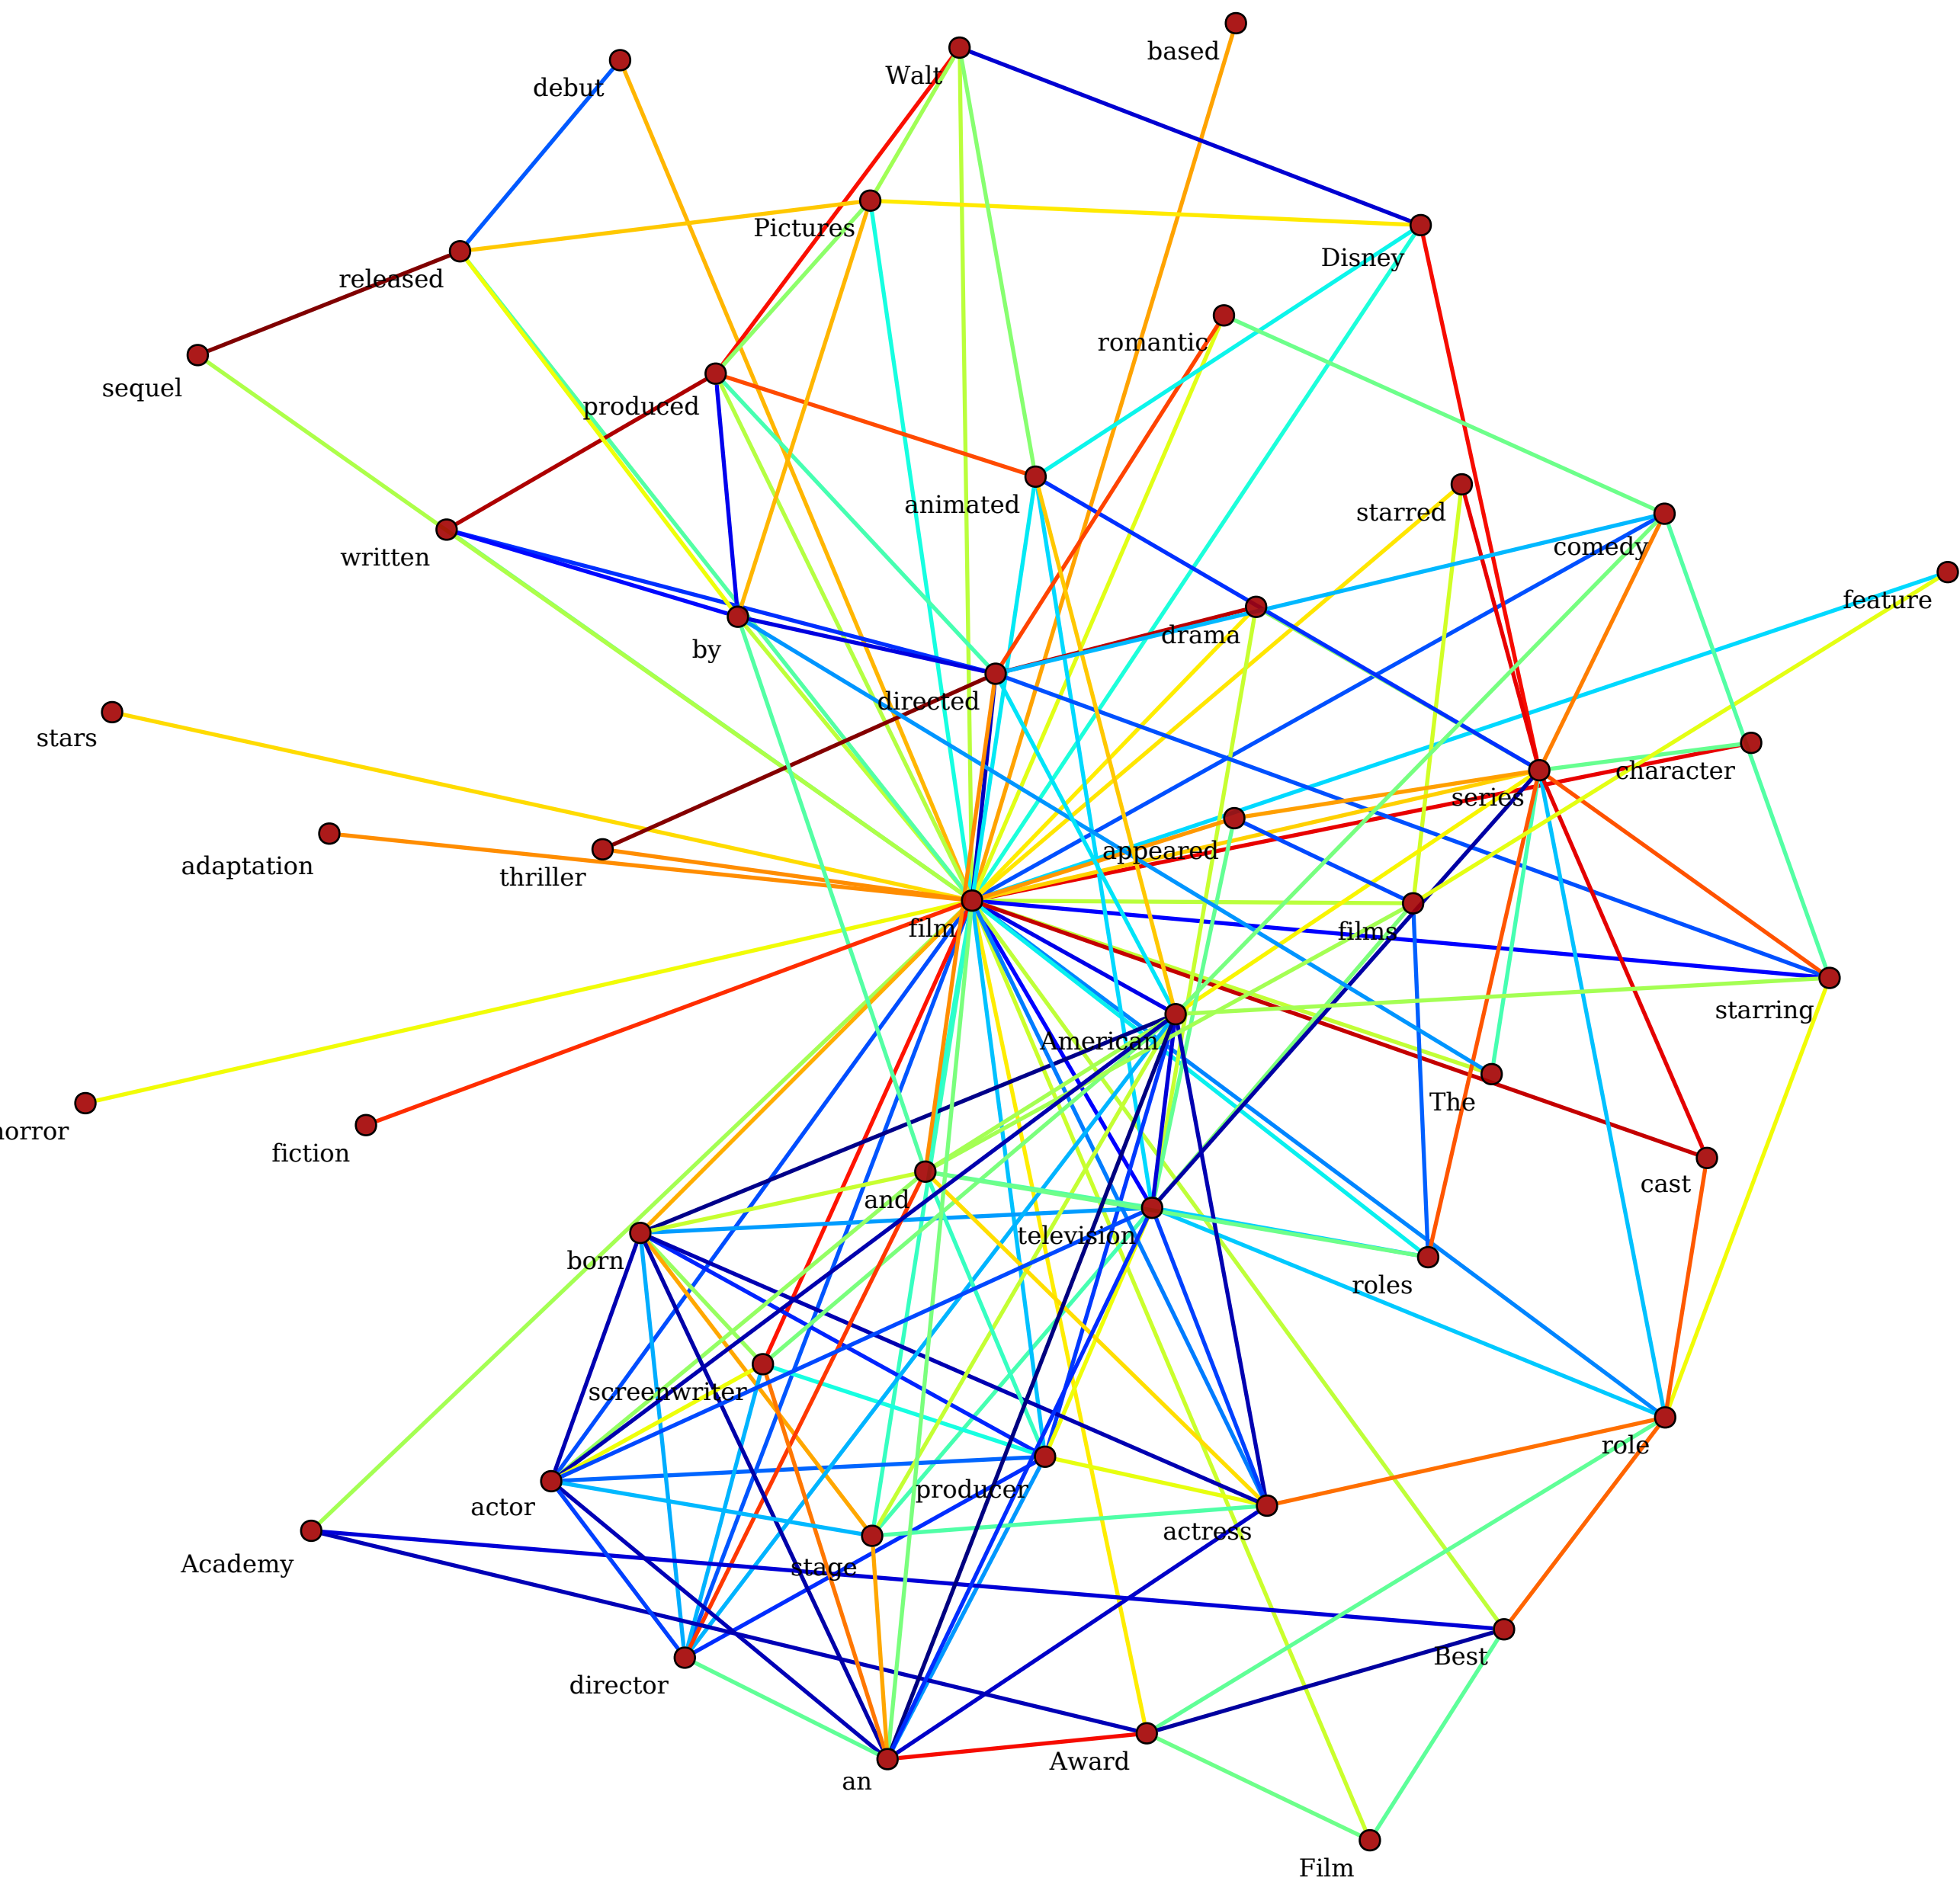 based
Walt
debut
Pictures
Disney
released
romantic
sequel
produced
animated
starred
comedy
written
feature
drama
by
directed
stars
character
series
appeared
adaptation
thriller
film
films
starring
American
The
horror
fiction
cast
and
television
born
roles
screenwriter
role
producer
actor
actress
Academy
stage
Best
director
Award
an
Film